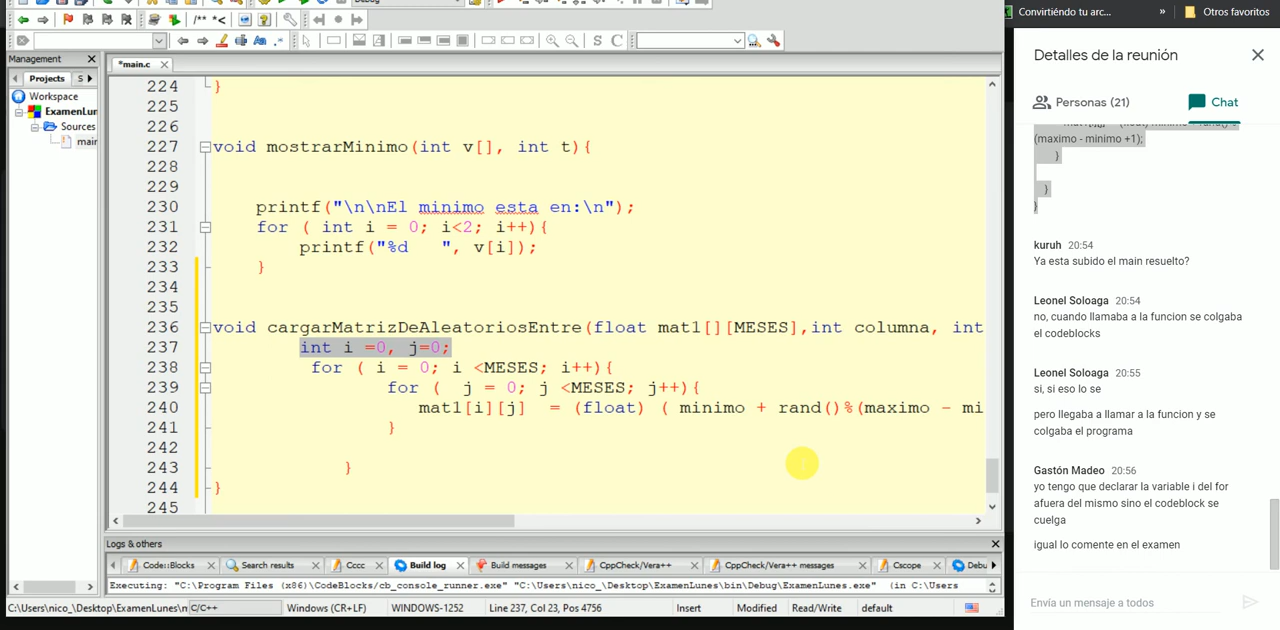 Convirtiéndo tu arc...
»
Otros favoritos
/** *<
S C
Management
Projects
S
Workspace
ExamenLun
Sources
main
*main.c
224 }
225
226
227 void mostrarMinimo(int v[], int t){
228
229
230 printf("\n\nEl minimo esta en:\n");
231 for ( int i = 0; i<2; i++){
232 printf("%d   ", v[i]);
233 }
234
235
236 void cargarMatrizDeAleatoriosEntre(float mat1[][MESES],int columna, int
237 int i =0, j=0;
238 for ( i = 0; i <MESES; i++){
239 for (  j = 0; j <MESES; j++){
240 mat1[i][j]  = (float) ( minimo + rand()%(maximo - mi
241 }
242
243 }
244 }
245
Logs & others
Code::Blocks
Search results
Cccc
Build log
Build messages
CppCheck/Vera++
CppCheck/Vera++ messages
Cscope
Debu
Executing: "C:\Program Files (x86)\CodeBlocks/cb_console_runner.exe" "C:\Users\nico_\Desktop\ExamenLunes\bin\Debug\ExamenLunes.exe" (in C:\Users
C:\Users\nico_\Desktop\ExamenLunes\m
C/C++
Windows (CR+LF)
WINDOWS-1252
Line 237, Col 23, Pos 4756
Insert
Modified
Read/Write
default
Detalles de la reunión
Personas (21)
Chat
(maximo - minimo +1);
}
}
}
kuruh 20:54
Ya esta subido el main resuelto?
Leonel Soloaga 20:54
no, cuando llamaba a la funcion se colgaba
el codeblocks
Leonel Soloaga 20:55
si, si eso lo se
pero llegaba a llamar a la funcion y se
colgaba el programa
Gastón Madeo 20:56
yo tengo que declarar la variable i del for
afuera del mismo sino el codeblock se
cuelga
igual lo comente en el examen
Envía un mensaje a todos